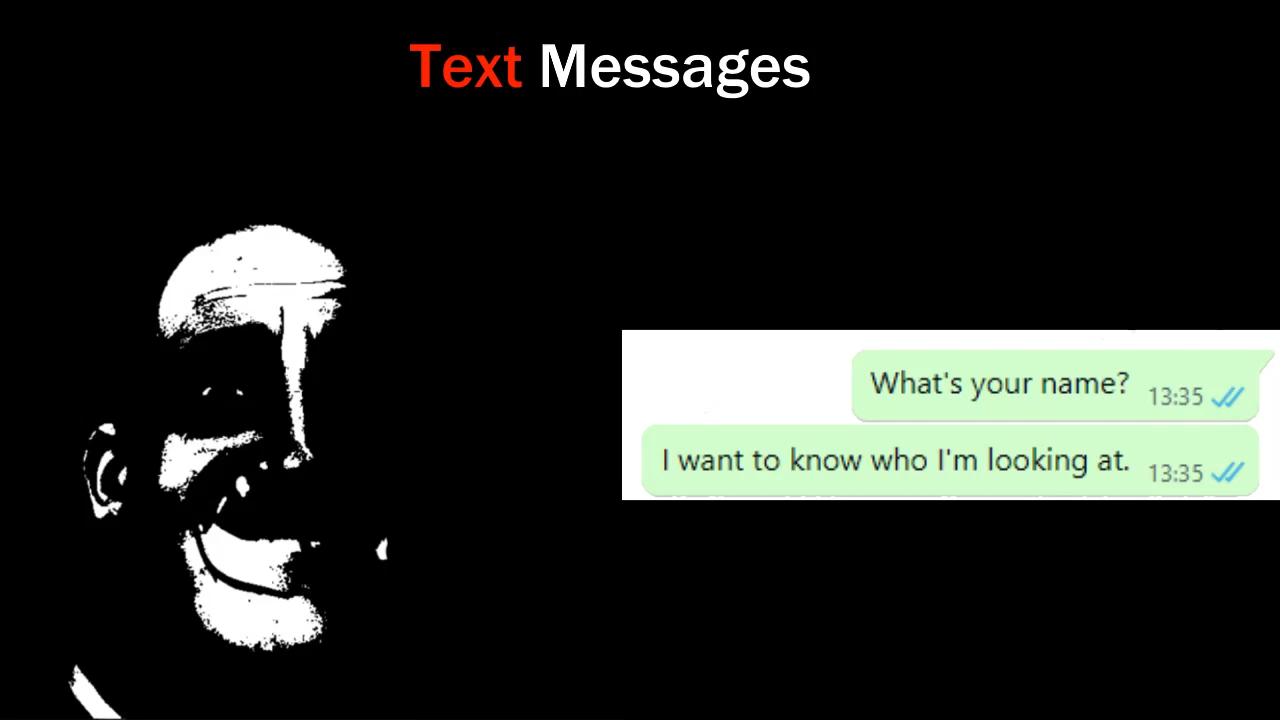 Text Messages
What's your name? 13:35
I want to know who I'm looking at. 13:35